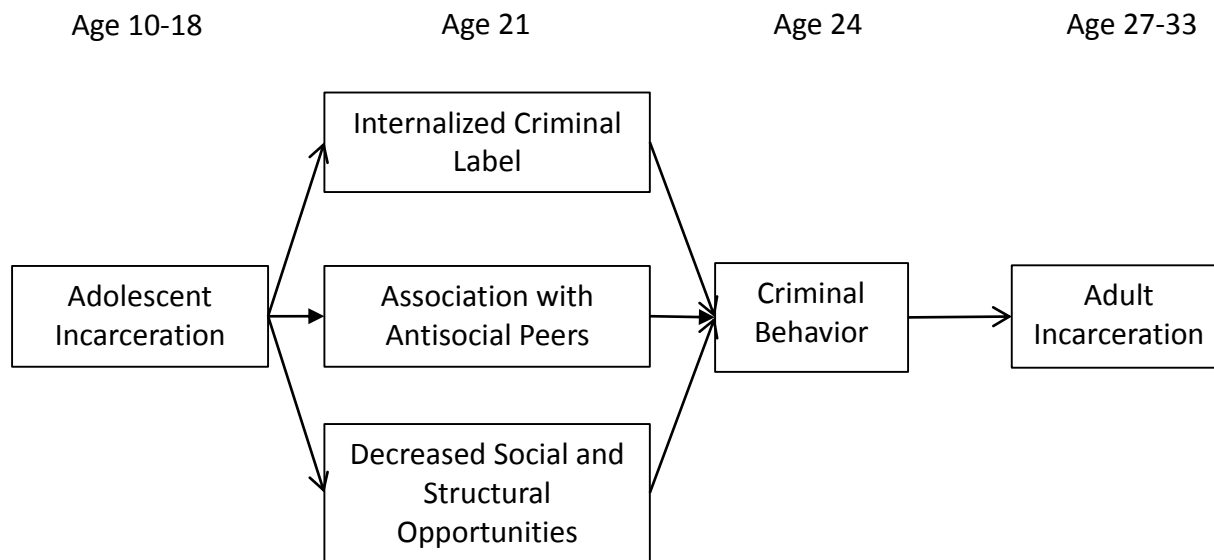 Age 10-18
Age 21
Age 24
Age 27-33
Internalized Criminal
Label
Adolescent
Incarceration
Association with
Antisocial Peers
Criminal
Behavior
Adult
Incarceration
Decreased Social and
Structural
Opportunities